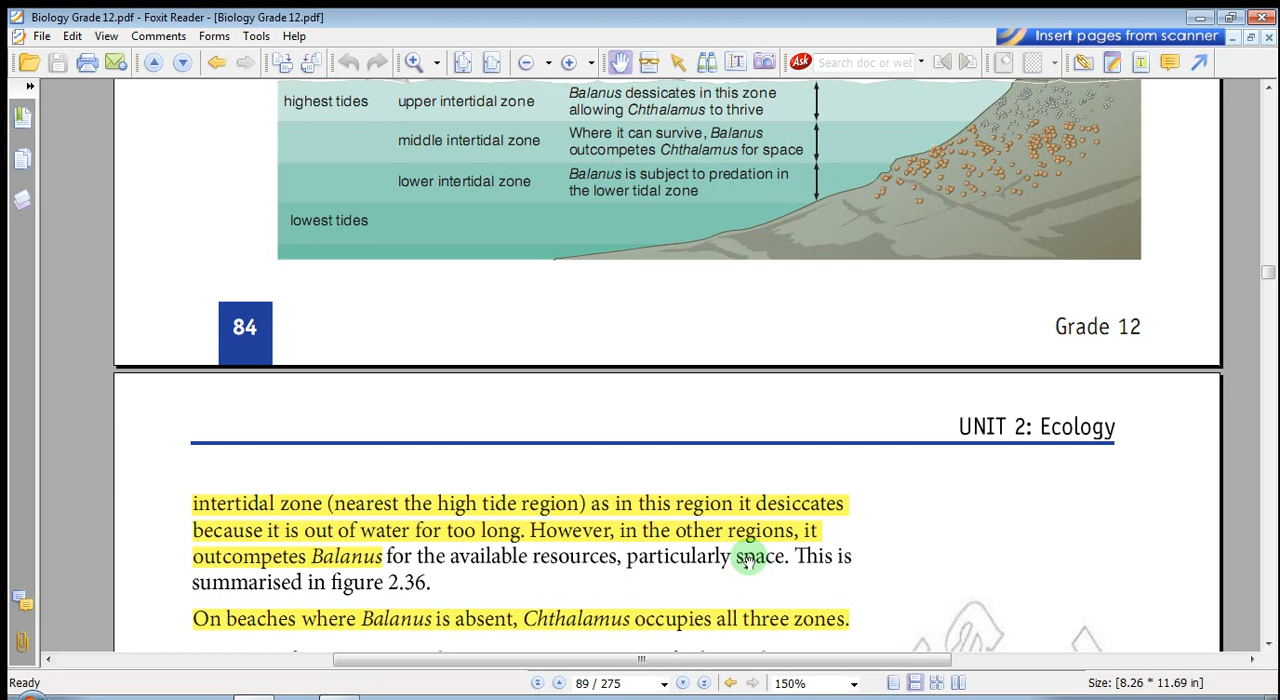 Biology Grade 12.pdf - Foxit Reader - [Biology Grade 12.pdf]
File Edit View Comments Forms Tools Help
Insert pages from scanner
Ask Search doc or web
highest tides upper intertidal zone Balanus dessicates in this zone
allowing Chthalamus to thrive
middle intertidal zone Where it can survive, Balanus
outcompetes Chthalamus for space
lower intertidal zone Balanus is subject to predation in
the lower tidal zone
lowest tides
84 Grade 12
UNIT 2: Ecology
intertidal zone (nearest the high tide region) as in this region it desiccates
because it is out of water for too long. However, in the other regions, it
outcompetes Balanus for the available resources, particularly space. This is
summarised in figure 2.36.
On beaches where Balanus is absent, Chthalamus occupies all three zones.
Ready 89 / 275 150% Size: [8.26 * 11.69 in]